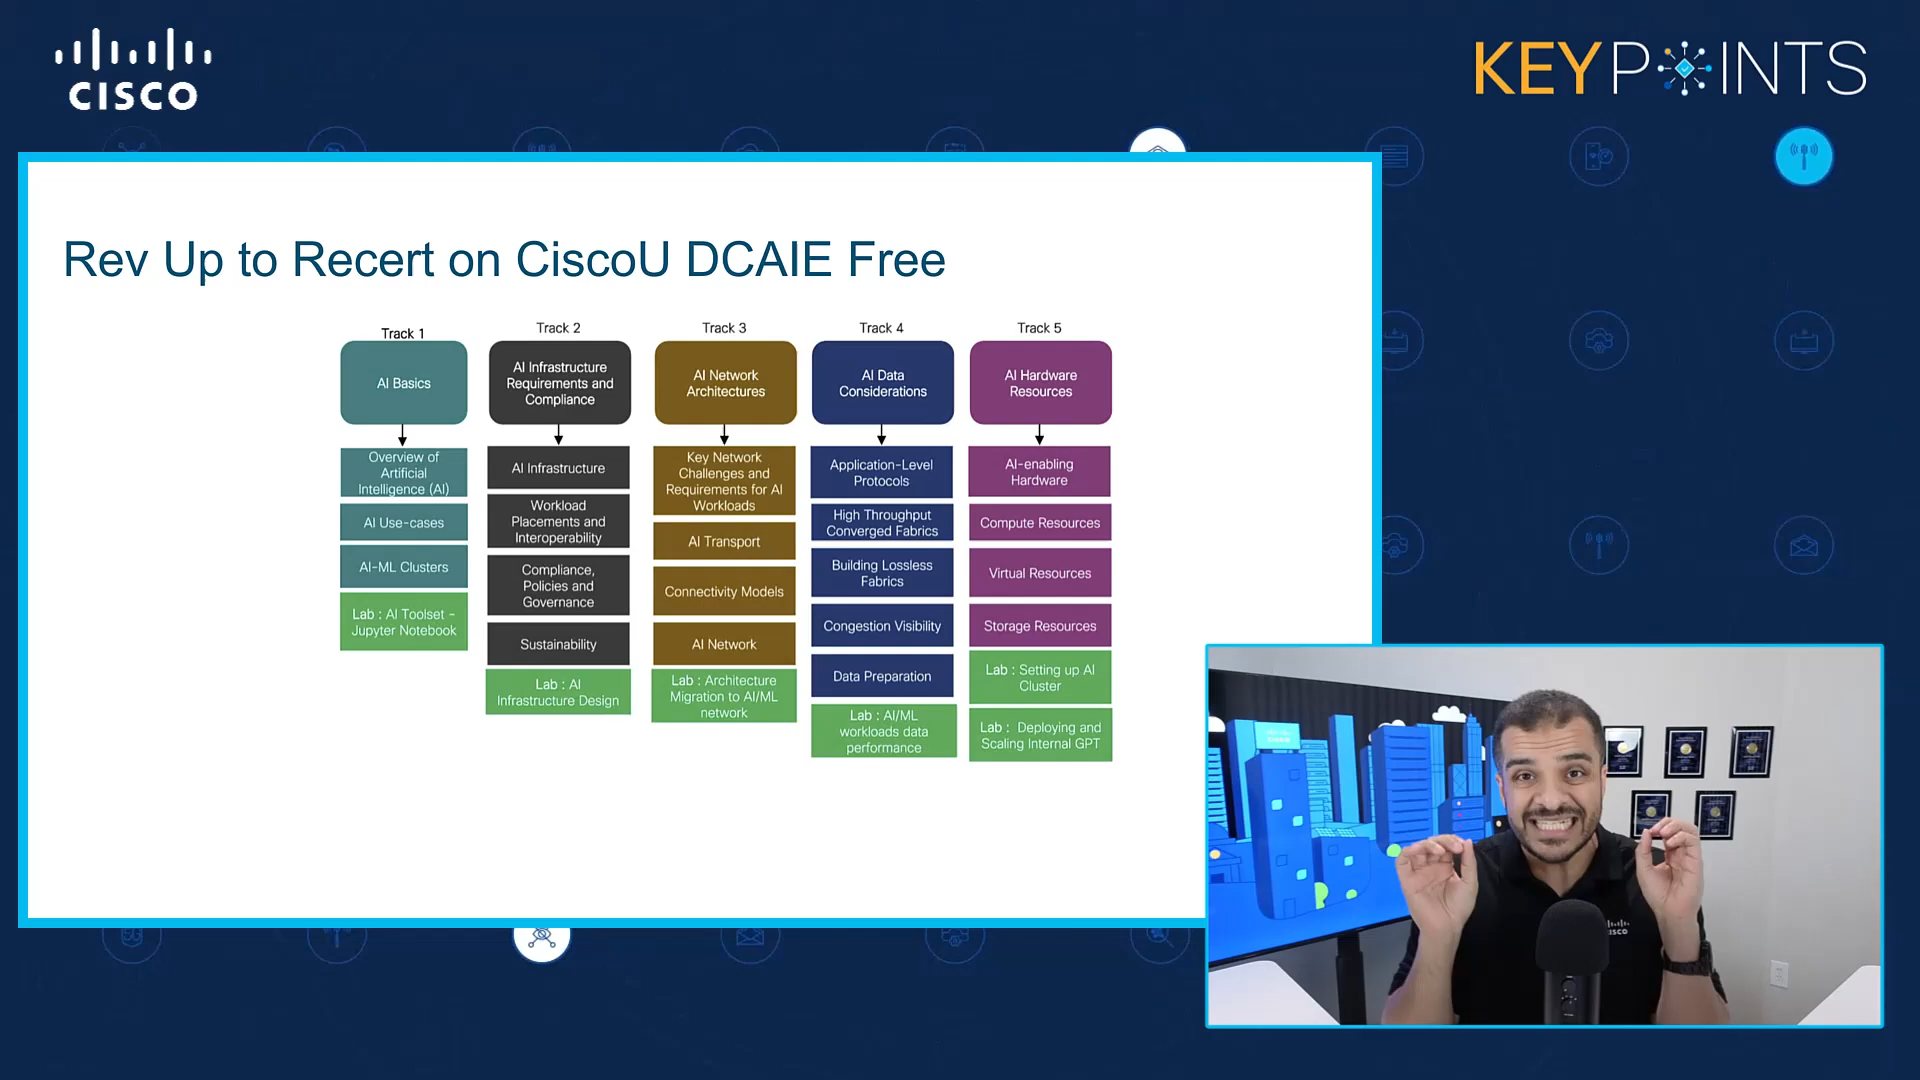 CISCO
KEYPOINTS
Rev Up to Recert on CiscoU DCAIE Free
Track 1
AI Basics
Overview of
Artificial
Intelligence (AI)
AI Use-cases
AI-ML Clusters
Lab : AI Toolset -
Jupyter Notebook
Track 2
AI Infrastructure
Requirements and
Compliance
AI Infrastructure
Workload
Placements and
Interoperability
Compliance,
Policies and
Governance
Sustainability
Lab : AI
Infrastructure Design
Track 3
AI Network
Architectures
Key Network
Challenges and
Requirements for AI
Workloads
AI Transport
Connectivity Models
AI Network
Lab : Architecture
Migration to AI/ML
network
Track 4
AI Data
Considerations
Application-Level
Protocols
High Throughput
Converged Fabrics
Building Lossless
Fabrics
Congestion Visibility
Data Preparation
Lab : AI/ML
workloads data
performance
Track 5
AI Hardware
Resources
AI-enabling
Hardware
Compute Resources
Virtual Resources
Storage Resources
Lab : Setting up AI
Cluster
Lab : Deploying and
Scaling Internal GPT
CISCO